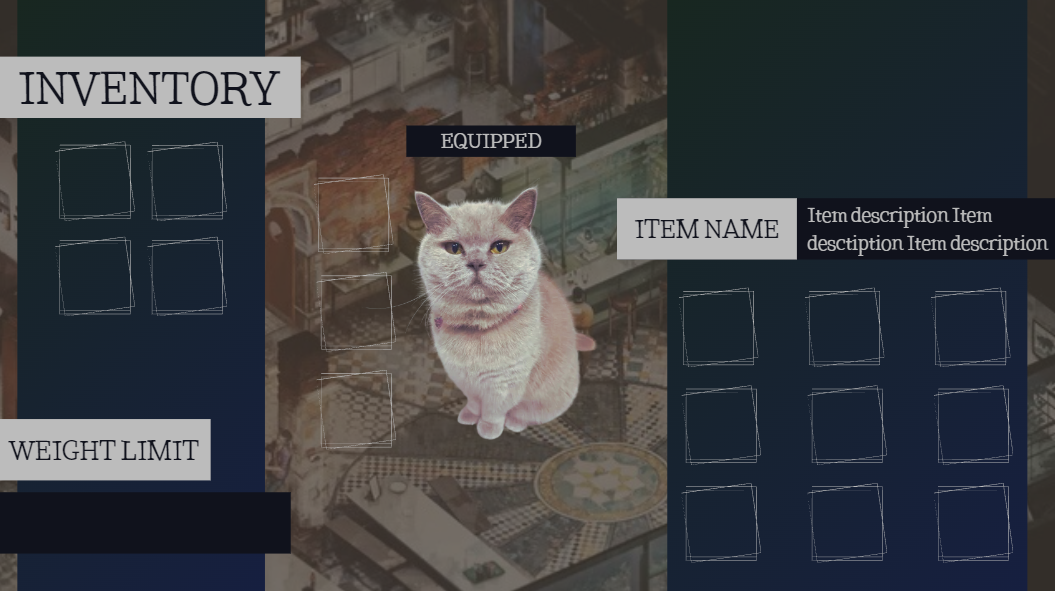 INVENTORY
EQUIPPED
ITEM NAME
Item description Item
desctiption Item description
WEIGHT LIMIT